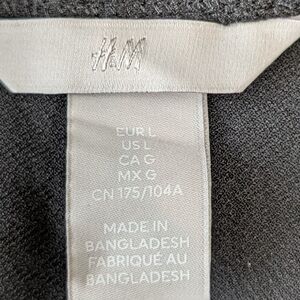 H&M
EUR L
US L
CA G
MX G
CN 175/104A
MADE IN
BANGLADESH
FABRIQUÉ AU
BANGLADESH